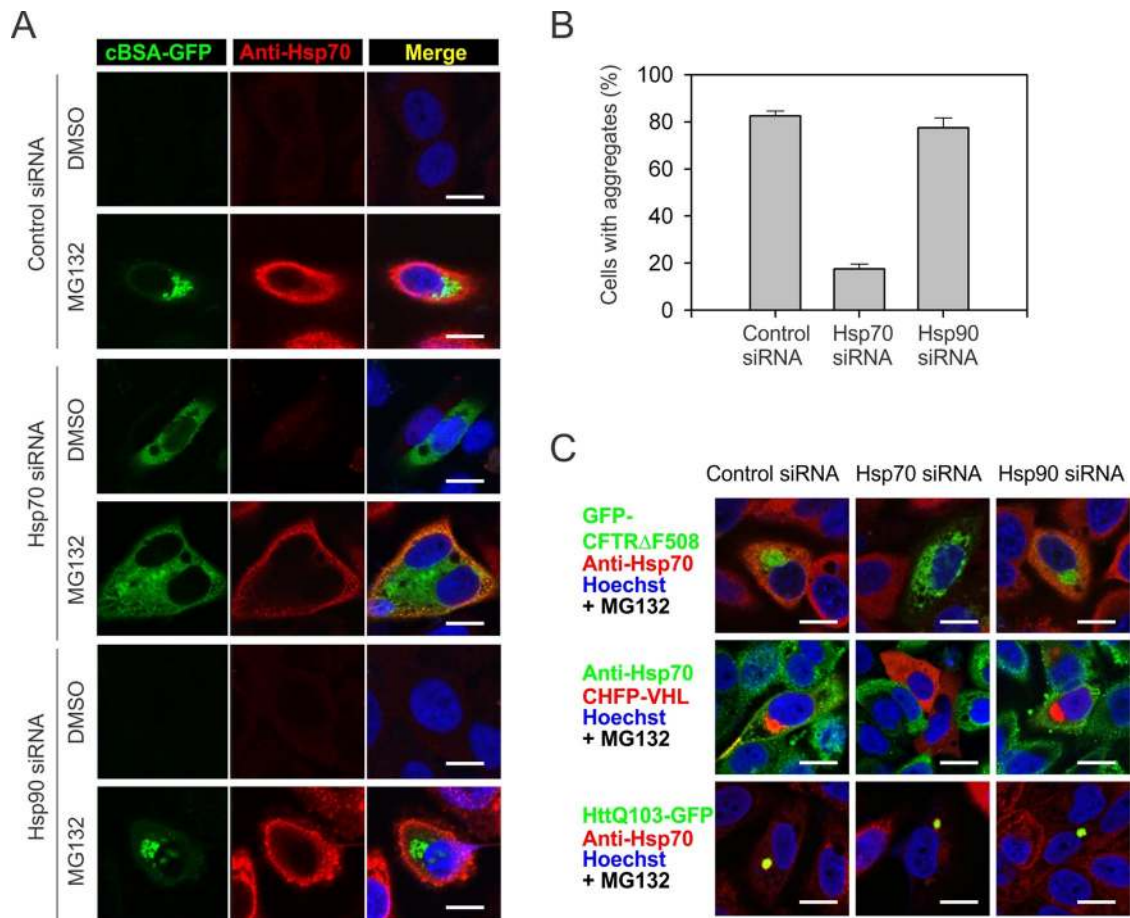 A
cBSA-GFP Anti-Hsp70 Merge
Control siRNA
DMSO
MG132
Hsp70 siRNA
DMSO
MG132
Hsp90 siRNA
DMSO
MG132
B
Cells with aggregates (%)
100
80
60
40
20
0
Control siRNA
Hsp70 siRNA
Hsp90 siRNA
C
Control siRNA Hsp70 siRNA Hsp90 siRNA
GFP-
CFTRΔF508
Anti-Hsp70
Hoechst
+ MG132
Anti-Hsp70
CHFP-VHL
Hoechst
+ MG132
HttQ103-GFP
Anti-Hsp70
Hoechst
+ MG132